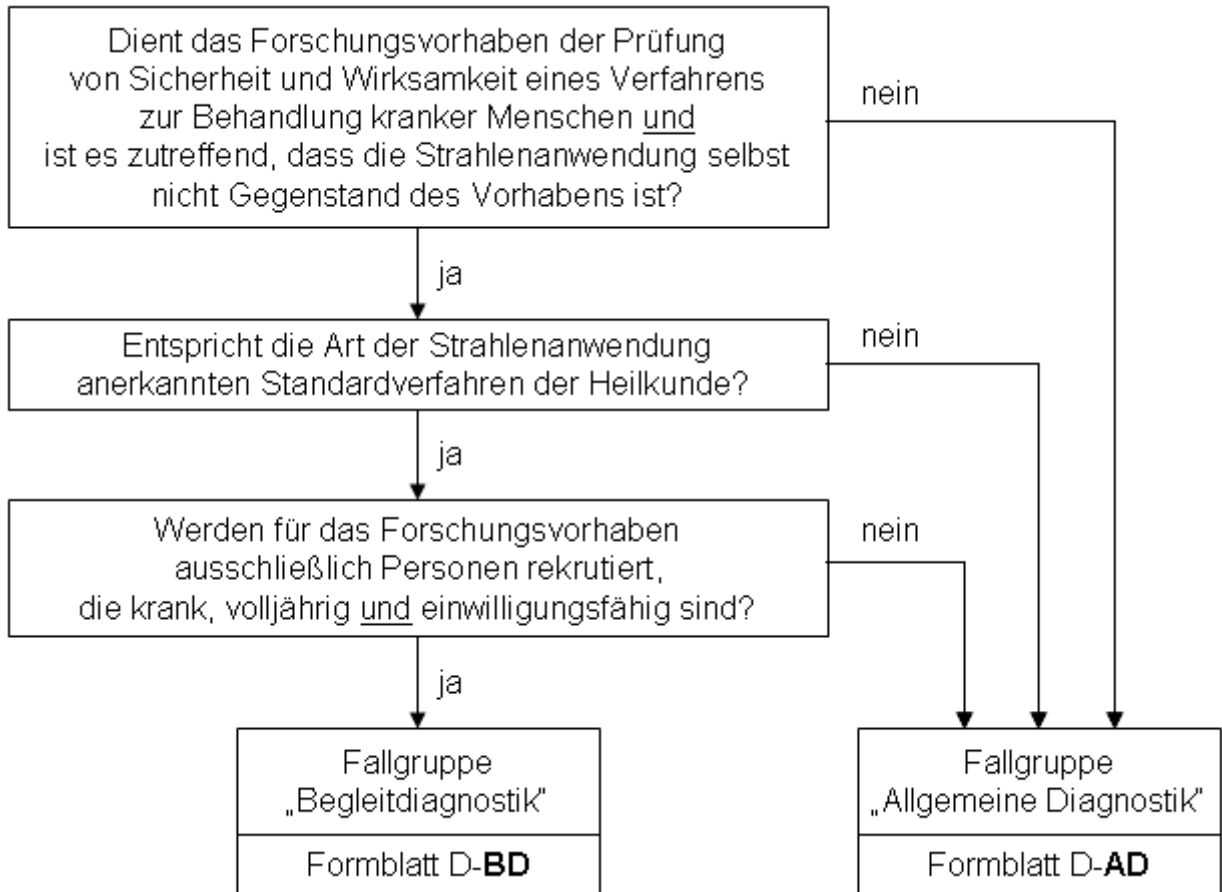 Dient das Forschungsvorhaben der Prüfung
von Sicherheit und Wirksamkeit eines Verfahrens
zur Behandlung kranker Menschen und
ist es zutreffend, dass die Strahlenanwendung selbst
nicht Gegenstand des Vorhabens ist?
nein
ja
Entspricht die Art der Strahlenanwendung
anerkannten Standardverfahren der Heilkunde?
nein
ja
Werden für das Forschungsvorhaben
ausschließlich Personen rekrutiert,
die krank, volljährig und einwilligungsfähig sind?
nein
ja
Fallgruppe
„Begleitdiagnostik"
Formblatt D-BD
Fallgruppe
„Allgemeine Diagnostik"
Formblatt D-AD